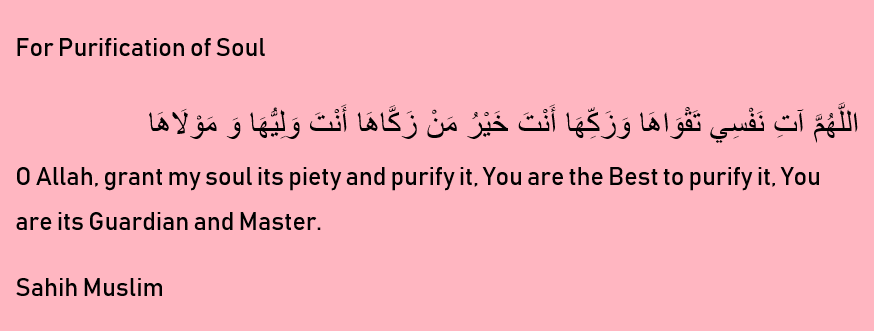 For Purification of Soul
اللَّهُمَّ آتِ نَفْسِي تَقْوَاهَا وَزَكِّهَا أَنْتَ خَيْرُ مَنْ زَكَّاهَا أَنْتَ وَلِيُّهَا وَ مَوْلَاهَا
O Allah, grant my soul its piety and purify it, You are the Best to purify it, You
are its Guardian and Master.
Sahih Muslim